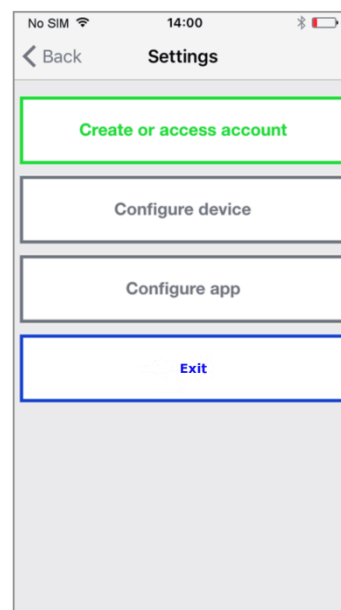 No SIM 14:00
Back Settings
Create or access account
Configure device
Configure app
Exit